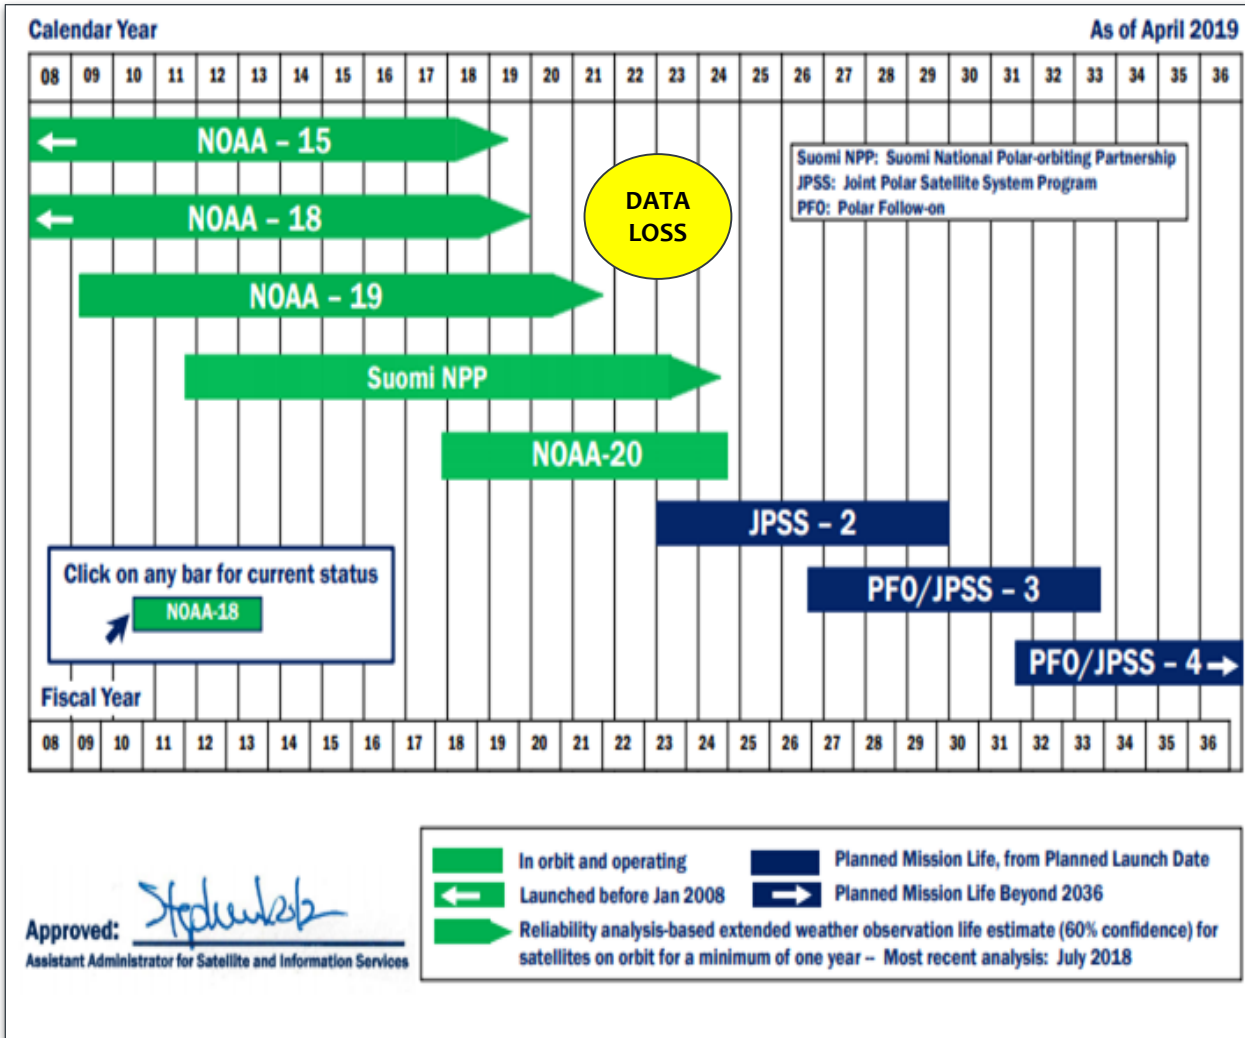 Calendar Year
As of April 2019
08 09 10 11 12 13 14 15 16 17 18 19 20 21 22 23 24 25 26 27 28 29 30 31 32 33 34 35 36
NOAA – 15
NOAA – 18
DATA
LOSS
Suomi NPP: Suomi National Polar-orbiting Partnership
JPSS: Joint Polar Satellite System Program
PFO: Polar Follow-on
NOAA – 19
Suomi NPP
NOAA-20
JPSS – 2
Click on any bar for current status
NOAA-18
PFO/JPSS – 3
PFO/JPSS – 4
Fiscal Year
08 09 10 11 12 13 14 15 16 17 18 19 20 21 22 23 24 25 26 27 28 29 30 31 32 33 34 35 36
Approved:
Assistant Administrator for Satellite and Information Services
In orbit and operating
Launched before Jan 2008
Planned Mission Life, from Planned Launch Date
Planned Mission Life Beyond 2036
Reliability analysis-based extended weather observation life estimate (60% confidence) for
satellites on orbit for a minimum of one year – Most recent analysis: July 2018